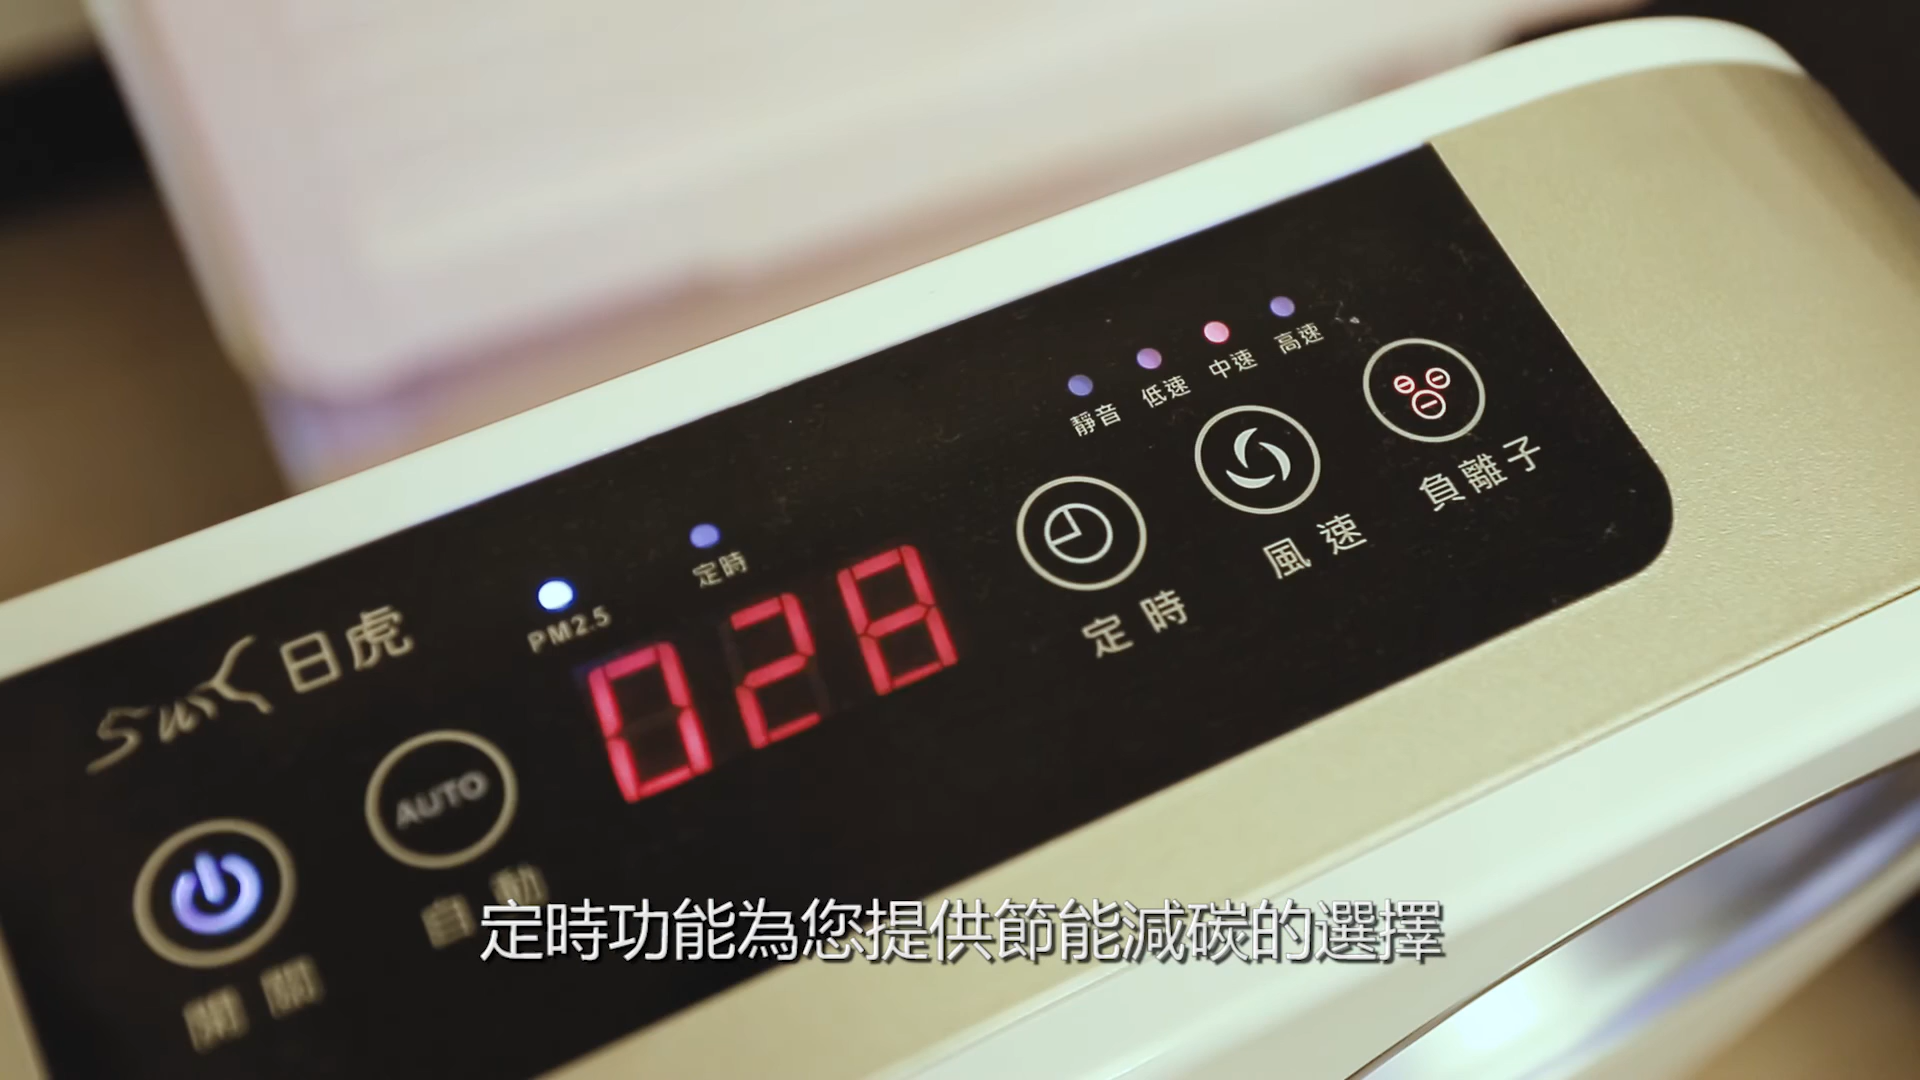 靜音 低速 中速 高速
負離子
風速
定時
定時
PM2.5
028
Sun 日虎
AUTO
自動
開關
定時功能為您提供節能減碳的選擇